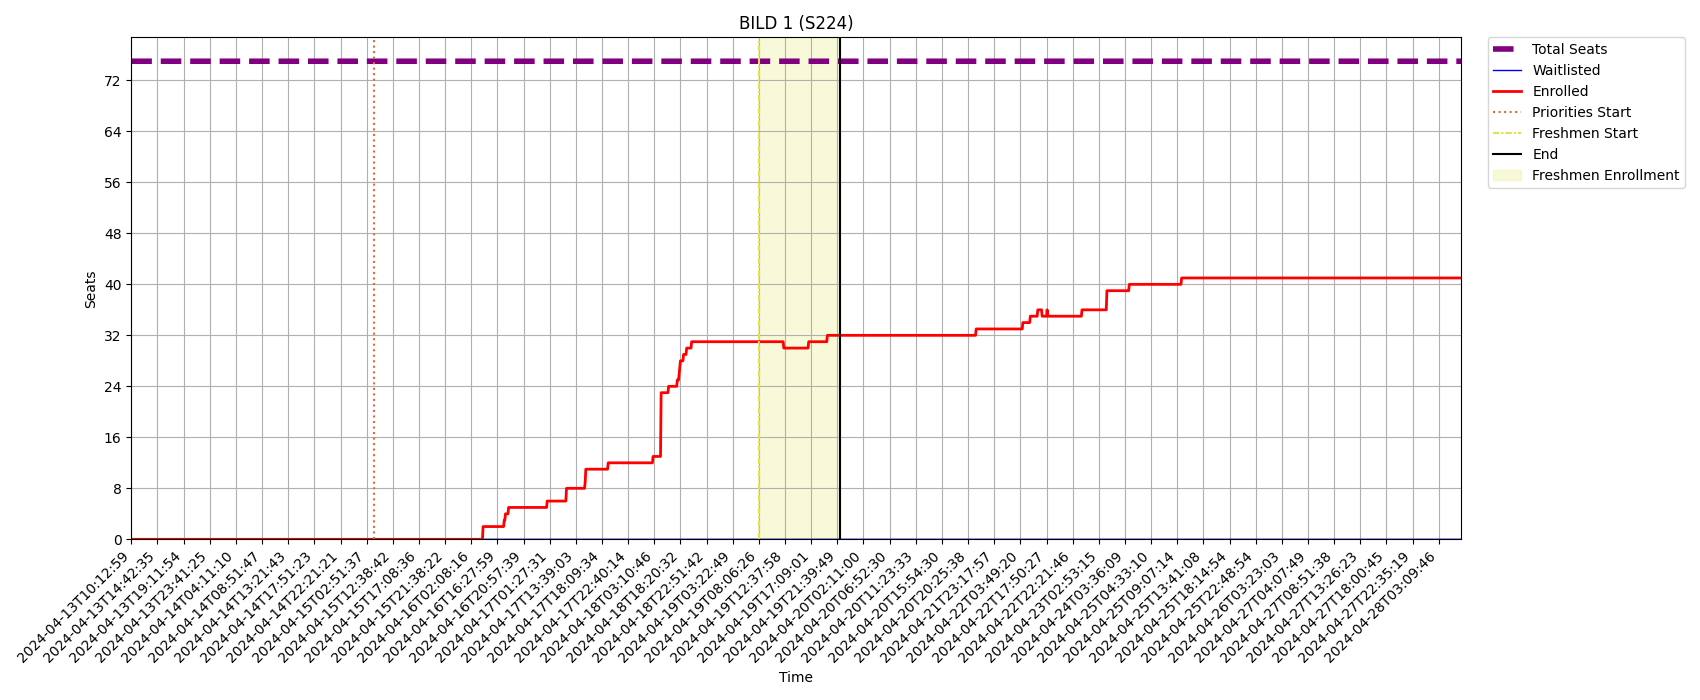 BILD 1 (S224)
Total Seats
Waitlisted
Enrolled
Priorities Start
Freshmen Start
End
Freshmen Enrollment
Seats
72
64
56
48
40
32
24
16
8
0
2024-04-13T10:12:59
2024-04-13T14:42:35
2024-04-13T19:11:54
2024-04-13T23:41:25
2024-04-14T04:11:10
2024-04-14T08:51:47
2024-04-14T13:21:43
2024-04-14T17:51:23
2024-04-14T22:21:21
2024-04-15T02:51:37
2024-04-15T12:38:42
2024-04-15T17:08:36
2024-04-15T21:38:22
2024-04-16T02:08:16
2024-04-16T16:27:59
2024-04-16T20:57:39
2024-04-17T01:27:31
2024-04-17T13:39:03
2024-04-17T18:09:34
2024-04-17T22:40:14
2024-04-18T03:10:46
2024-04-18T18:20:32
2024-04-18T22:51:42
2024-04-19T03:22:49
2024-04-19T08:06:26
2024-04-19T12:37:58
2024-04-19T17:09:01
2024-04-19T21:39:49
2024-04-20T02:11:00
2024-04-20T06:52:30
2024-04-20T11:23:33
2024-04-20T15:54:30
2024-04-20T20:25:38
2024-04-21T23:17:57
2024-04-22T03:49:20
2024-04-22T17:50:27
2024-04-22T22:21:46
2024-04-23T02:53:15
2024-04-24T03:36:09
2024-04-25T04:33:10
2024-04-25T09:07:14
2024-04-25T13:41:08
2024-04-25T18:14:54
2024-04-25T22:48:54
2024-04-26T03:23:03
2024-04-27T04:07:49
2024-04-27T08:51:38
2024-04-27T13:26:23
2024-04-27T18:00:45
2024-04-27T22:35:19
2024-04-28T03:09:46
Time